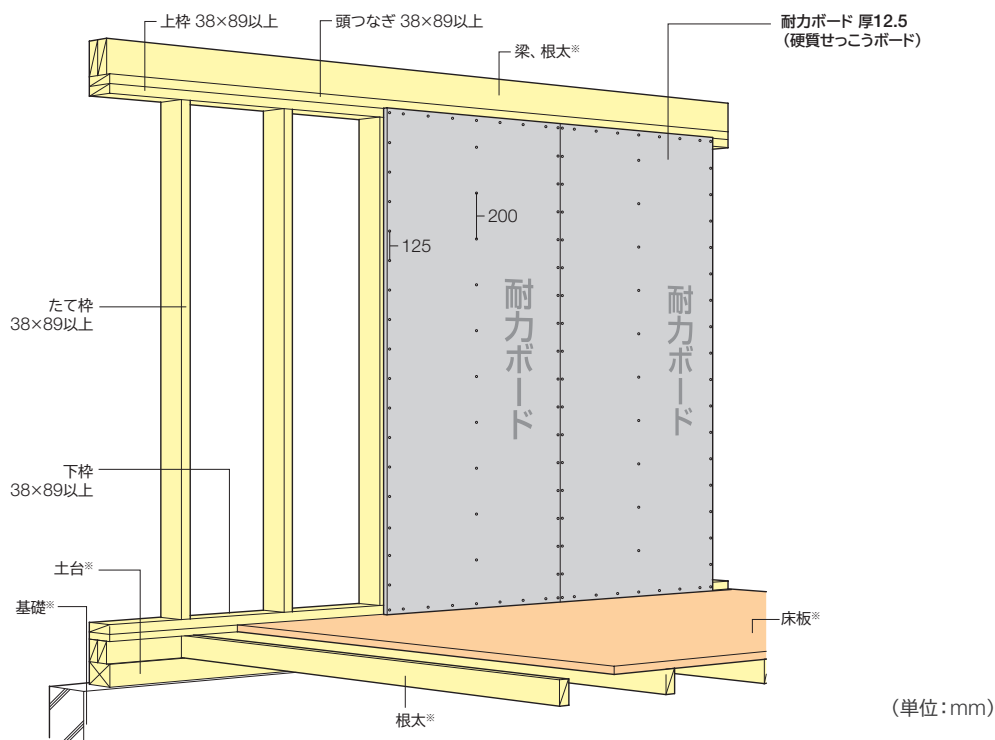 上枠 38×89以上
頭つなぎ 38×89以上
耐力ボード 厚12.5
（硬質せっこうボード）
梁、根太※
200
125
耐力ボード
耐力ボード
たて枠
38×89以上
下枠
38×89以上
土台※
基礎※
床板※
根太※
（単位：mm）